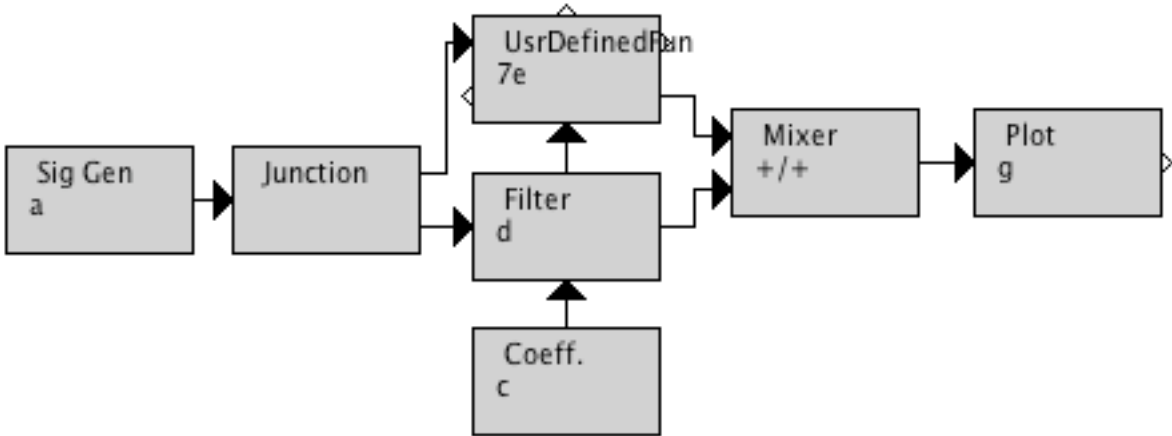 UsrDefinedFun
7e
Mixer
+/+
Plot
g
Sig Gen
a
Junction
Filter
d
Coeff.
c